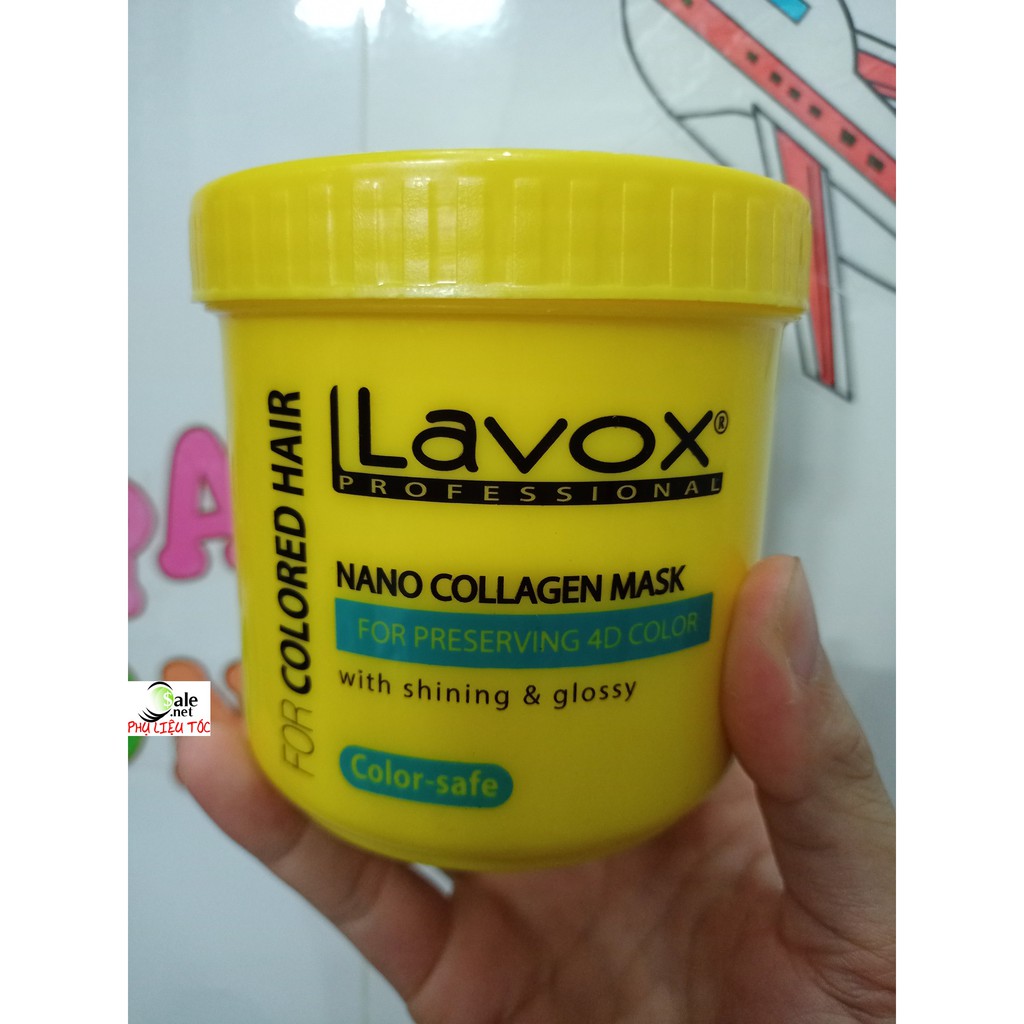 Lavox®
PROFESSIONAL
FOR COLORED HAIR
NANO COLLAGEN MASK
FOR PRESERVING 4D COLOR
with shining & glossy
Color-safe
$ale
.net
PHỤ LIỆU TÓC